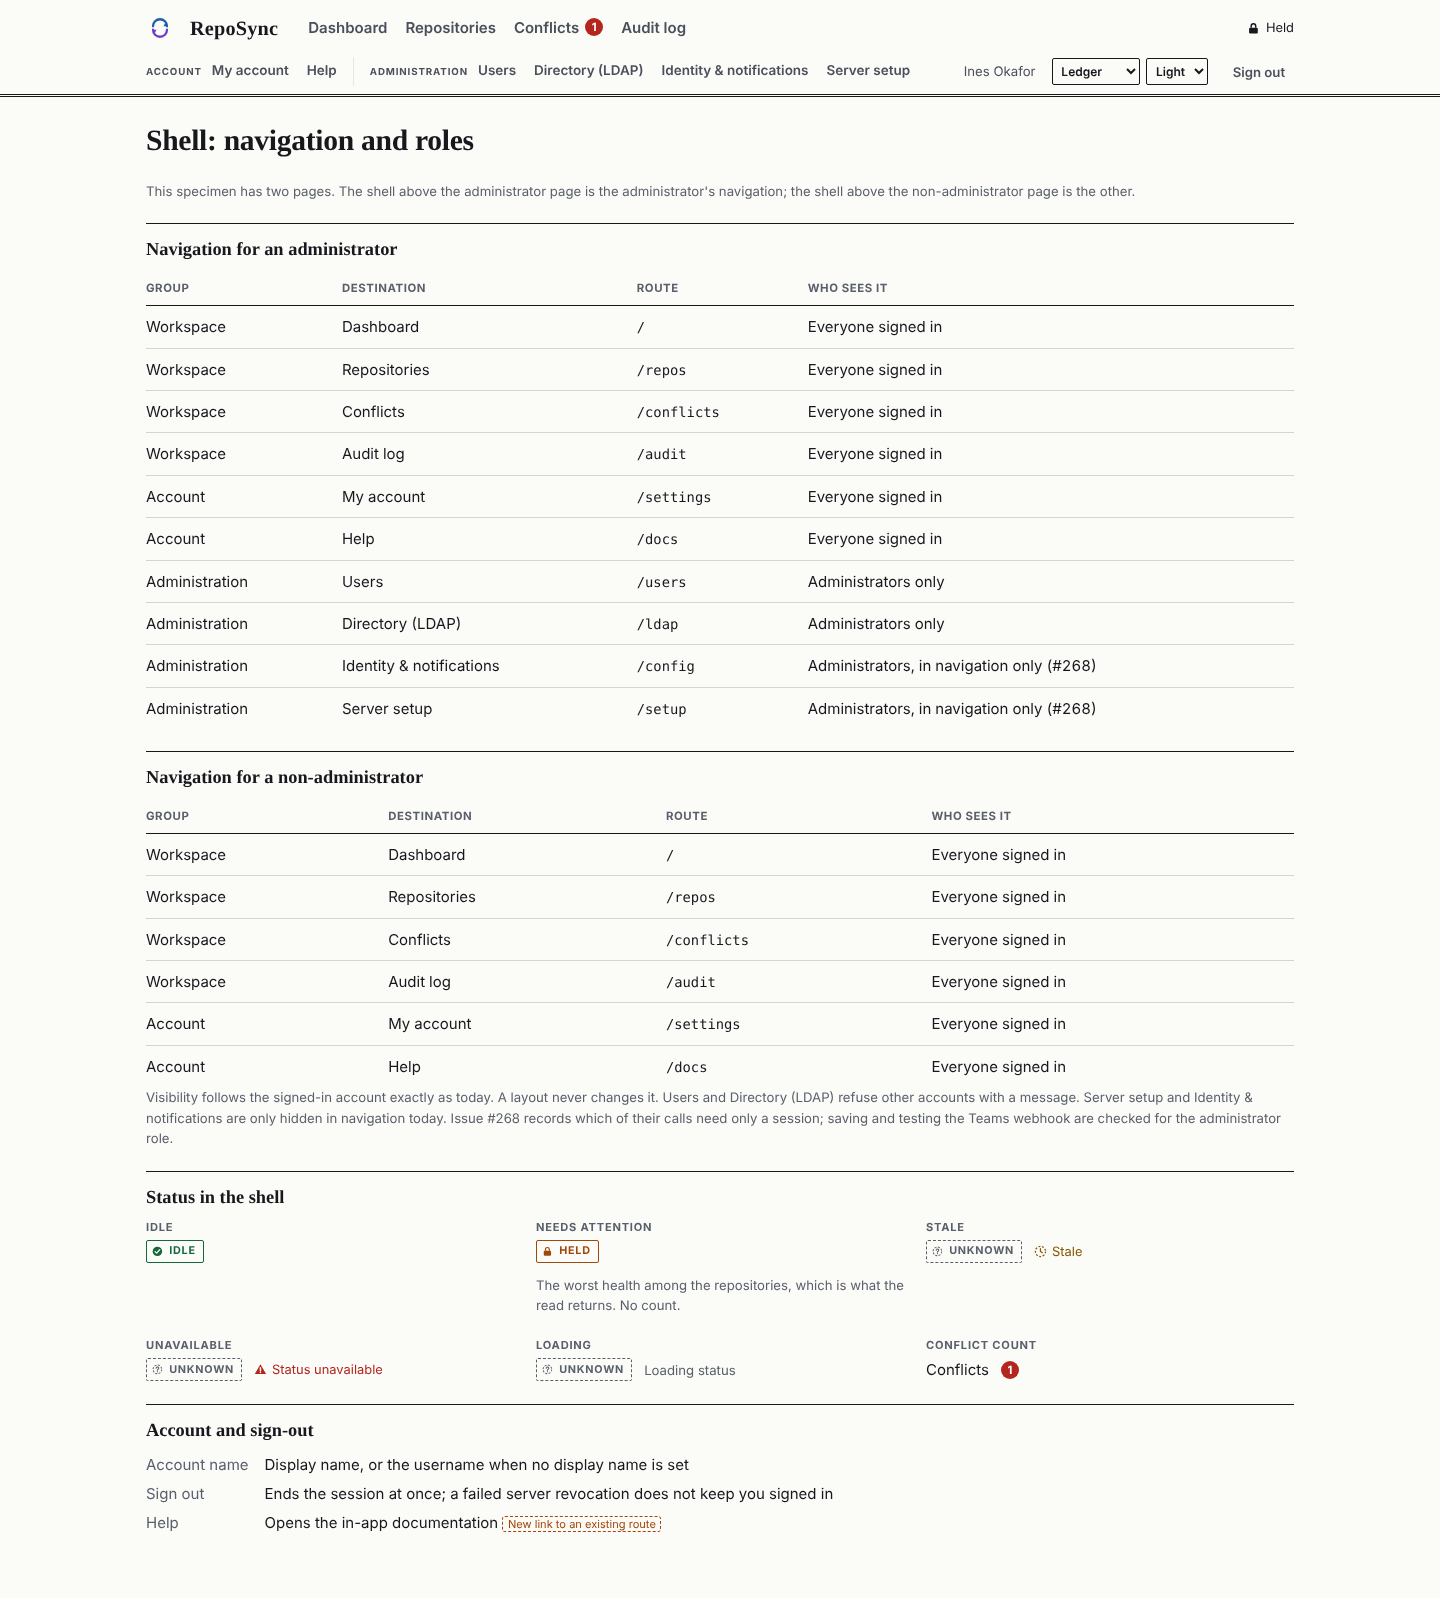 RepoSync Dashboard Repositories Conflicts 1 Audit log Held
ACCOUNT My account Help ADMINISTRATION Users Directory (LDAP) Identity & notifications Server setup Ines Okafor Ledger Light Sign out
Shell: navigation and roles
This specimen has two pages. The shell above the administrator page is the administrator's navigation; the shell above the non-administrator page is the other.
Navigation for an administrator
GROUP DESTINATION ROUTE WHO SEES IT
Workspace Dashboard / Everyone signed in
Workspace Repositories /repos Everyone signed in
Workspace Conflicts /conflicts Everyone signed in
Workspace Audit log /audit Everyone signed in
Account My account /settings Everyone signed in
Account Help /docs Everyone signed in
Administration Users /users Administrators only
Administration Directory (LDAP) /ldap Administrators only
Administration Identity & notifications /config Administrators, in navigation only (#268)
Administration Server setup /setup Administrators, in navigation only (#268)
Navigation for a non-administrator
GROUP DESTINATION ROUTE WHO SEES IT
Workspace Dashboard / Everyone signed in
Workspace Repositories /repos Everyone signed in
Workspace Conflicts /conflicts Everyone signed in
Workspace Audit log /audit Everyone signed in
Account My account /settings Everyone signed in
Account Help /docs Everyone signed in
Visibility follows the signed-in account exactly as today. A layout never changes it. Users and Directory (LDAP) refuse other accounts with a message. Server setup and Identity &
notifications are only hidden in navigation today. Issue #268 records which of their calls need only a session; saving and testing the Teams webhook are checked for the administrator
role.
Status in the shell
IDLE NEEDS ATTENTION STALE
IDLE HELD UNKNOWN Stale
The worst health among the repositories, which is what the
read returns. No count.
UNAVAILABLE LOADING CONFLICT COUNT
UNKNOWN Status unavailable UNKNOWN Loading status Conflicts 1
Account and sign-out
Account name Display name, or the username when no display name is set
Sign out Ends the session at once; a failed server revocation does not keep you signed in
Help Opens the in-app documentation New link to an existing route